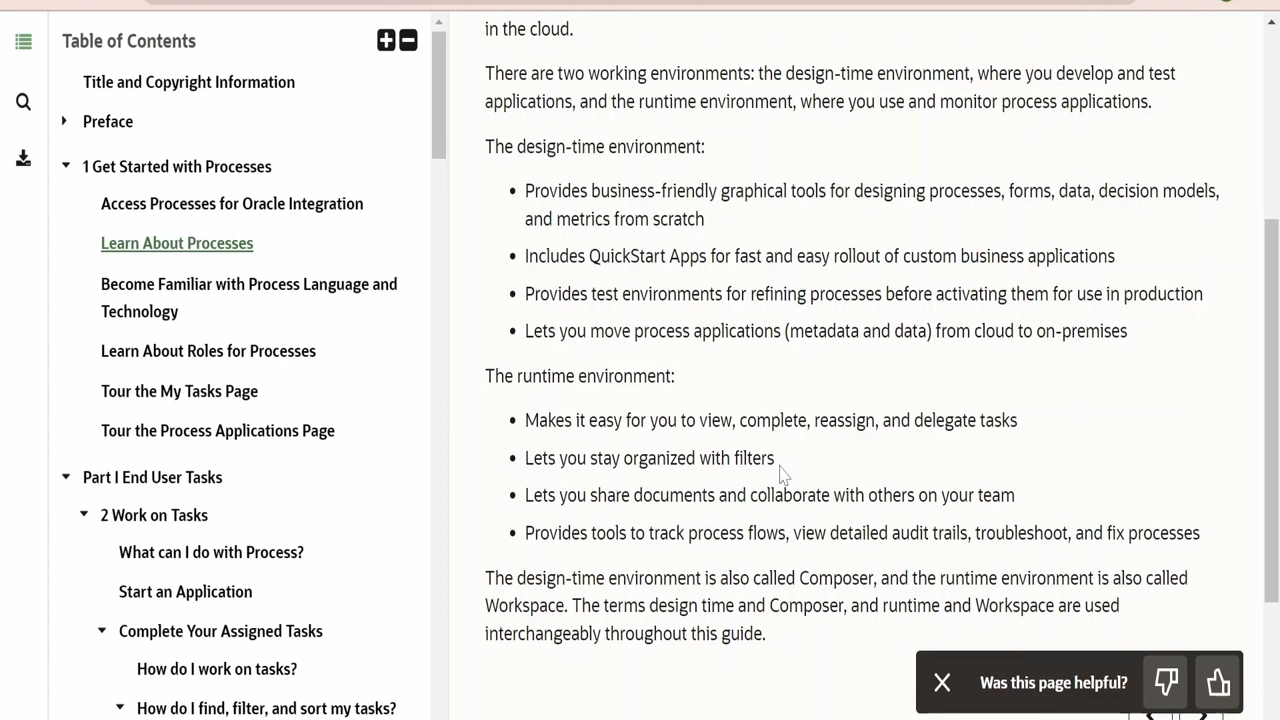 Table of Contents
Title and Copyright Information
Preface
1 Get Started with Processes
Access Processes for Oracle Integration
Learn About Processes
Become Familiar with Process Language and
Technology
Learn About Roles for Processes
Tour the My Tasks Page
Tour the Process Applications Page
Part I End User Tasks
2 Work on Tasks
What can I do with Process?
Start an Application
Complete Your Assigned Tasks
How do I work on tasks?
How do I find, filter, and sort my tasks?
in the cloud.
There are two working environments: the design-time environment, where you develop and test
applications, and the runtime environment, where you use and monitor process applications.
The design-time environment:
• Provides business-friendly graphical tools for designing processes, forms, data, decision models,
and metrics from scratch
• Includes QuickStart Apps for fast and easy rollout of custom business applications
• Provides test environments for refining processes before activating them for use in production
• Lets you move process applications (metadata and data) from cloud to on-premises
The runtime environment:
• Makes it easy for you to view, complete, reassign, and delegate tasks
• Lets you stay organized with filters
• Lets you share documents and collaborate with others on your team
• Provides tools to track process flows, view detailed audit trails, troubleshoot, and fix processes
The design-time environment is also called Composer, and the runtime environment is also called
Workspace. The terms design time and Composer, and runtime and Workspace are used
interchangeably throughout this guide.
Was this page helpful?